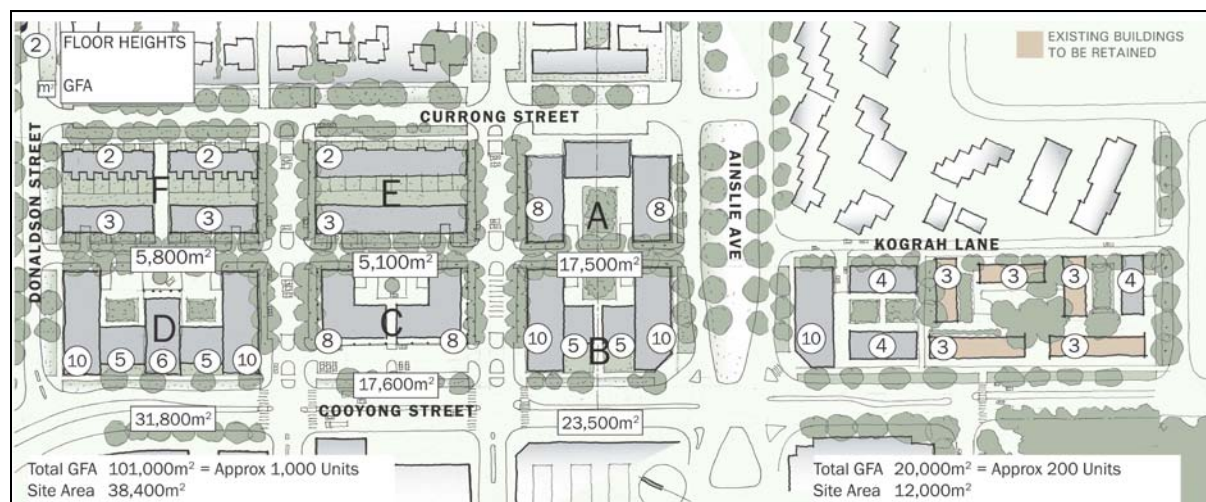 2
FLOOR HEIGHTS
m² GFA
EXISTING BUILDINGS
TO BE RETAINED
CURRONG STREET
DONALDSON STREET
AINSLIE AVE
KOGRAH LANE
2
2
2
F
E
A
8
8
3
3
3
5,800m²
5,100m²
17,500m²
4
3
3
3
4
D
C
B
10
5
6
5
10
8
8
10
5
5
10
10
4
3
3
17,600m²
31,800m²
COOYONG STREET
23,500m²
Total GFA 101,000m² = Approx 1,000 Units
Site Area 38,400m²
Total GFA 20,000m² = Approx 200 Units
Site Area 12,000m²